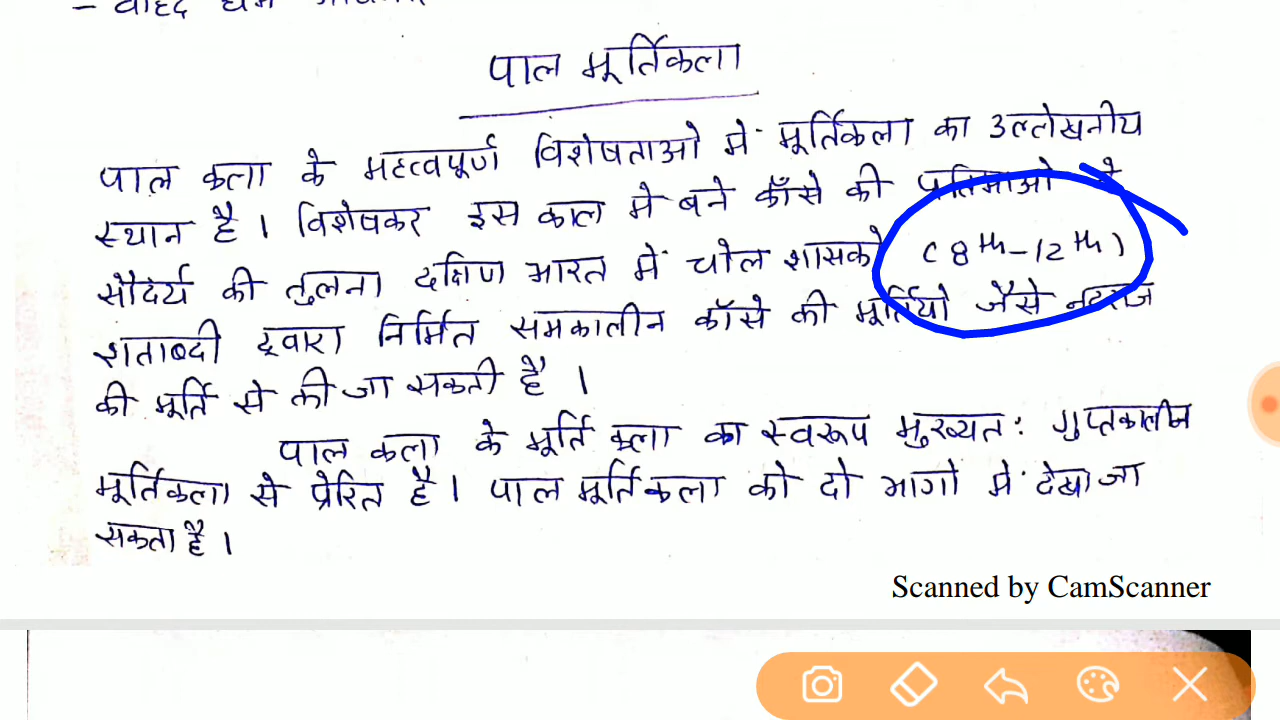 पाल मूर्तिकला
पाल कला के महत्वपूर्ण विशेषताओ मे मूर्तिकला का उल्लेखनीय
स्थान है । विशेषकर इस काल मे बने काँसे की प्रतिमाओ के
सौदर्य की तुलना दक्षिण भारत में चोल शासको (8th-12th)
शताब्दी द्वारा निर्मित समकालीन काँसे की मूर्तियो जैसे नटराज
की मूर्ति से की जा सकती है ।
पाल कला के मूर्ति कला का स्वरूप मुख्यतः गुप्तकालीन
मूर्तिकला से प्रेरित है । पाल मूर्तिकला को दो भागो मे देखा जा
सकता है ।
Scanned by CamScanner